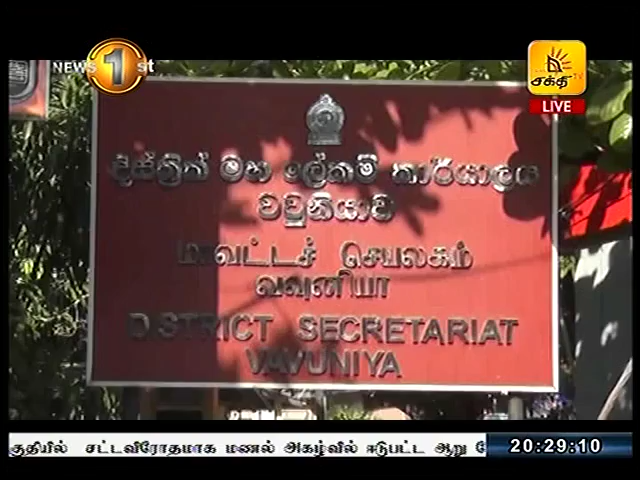 NEWS 1st
சக்தி TV
LIVE
දිස්ත්‍රික් මහ ලේකම් කාර්යාලය
වවුනියාව
மாவட்டச் செயலகம்
வவுனியா
DISTRICT SECRETARIAT
VAVUNIYA
குதியில் சட்டவிரோதமாக மணல் அகழ்வில் ஈடுபட்ட ஆறு
20:29:10